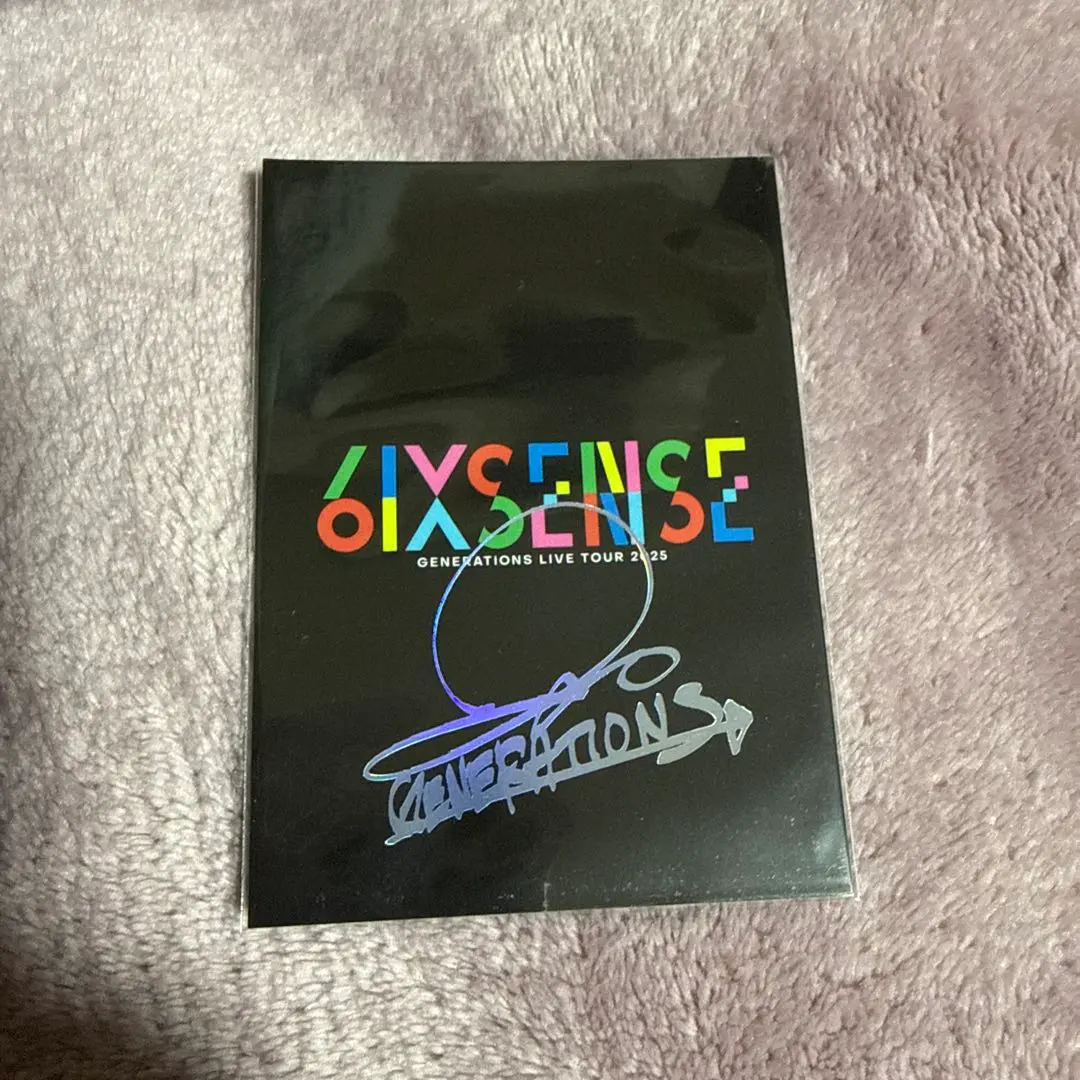 6IXSENSE
GENERATIONS LIVE TOUR 2025
GENERATIONS